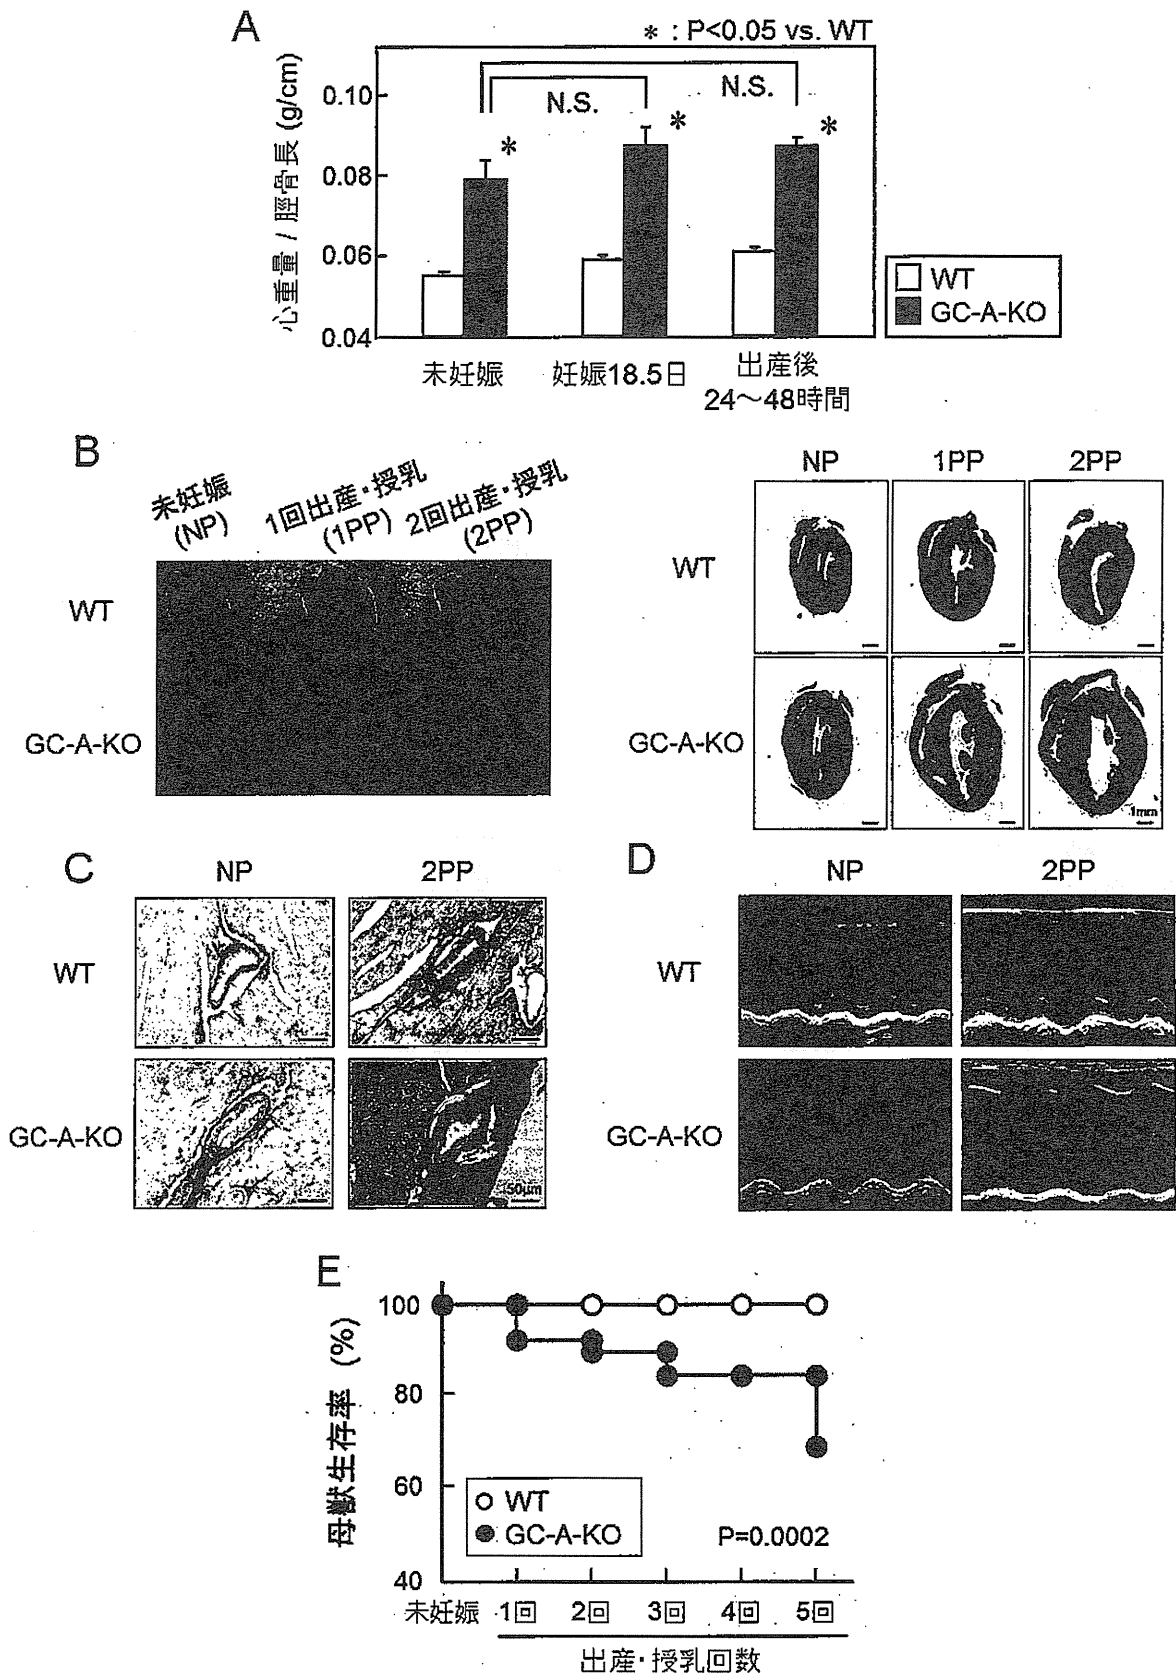 A
* : P<0.05 vs. WT
心重量 / 脛骨長 (g/cm)
0.10
0.08
0.06
0.04
N.S.
N.S.
*
*
*
未妊娠
妊娠18.5日
出産後
24～48時間
WT
GC-A-KO
B
未妊娠
(NP)
1回出産・授乳
(1PP)
2回出産・授乳
(2PP)
WT
GC-A-KO
NP
1PP
2PP
WT
GC-A-KO
1mm
C
NP
2PP
WT
GC-A-KO
50μm
D
NP
2PP
WT
GC-A-KO
E
母獣生存率 (%)
100
80
60
40
WT
GC-A-KO
P=0.0002
未妊娠
1回
2回
3回
4回
5回
出産・授乳回数